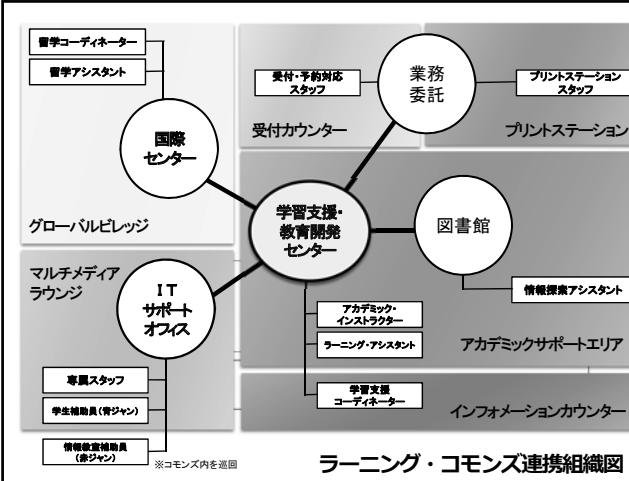 留学コーディネーター
留学アシスタント
国際
センター
グローバルビレッジ
受付・予約対応
スタッフ
受付カウンター
業務
委託
プリントステーション
スタッフ
プリントステーション
学習支援・
教育開発
センター
図書館
情報探索アシスタント
アカデミック・
インストラクター
ラーニング・アシスタント
アカデミックサポートエリア
マルチメディア
ラウンジ
IT
サポート
オフィス
専属スタッフ
学生補助員(青ジャン)
情報教室補助員
(赤ジャン)
※コモンズ内を巡回
学習支援
コーディネーター
インフォメーションカウンター
ラーニング・コモンズ連携組織図